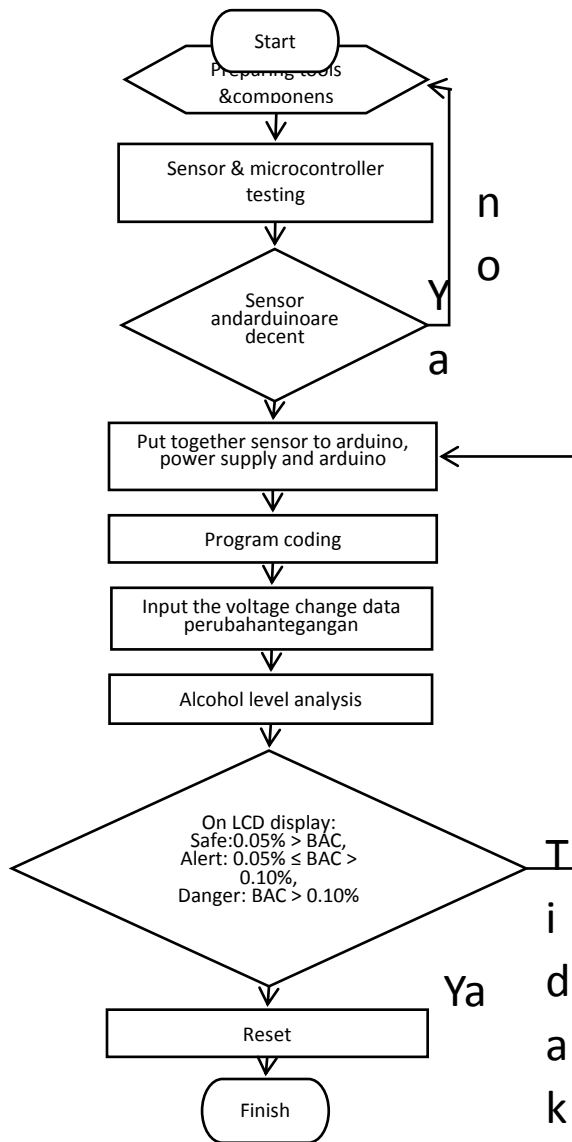 Start
Preparing tools
&componens
Sensor & microcontroller
testing
n
o
Sensor
andarduinoare
decent
Y
a
Put together sensor to arduino,
power supply and arduino
Program coding
Input the voltage change data
perubahantegangan
Alcohol level analysis
On LCD display:
Safe:0.05% > BAC,
Alert: 0.05% ≤ BAC >
0.10%,
Danger: BAC > 0.10%
T
i
d
a
k
Ya
Reset
Finish